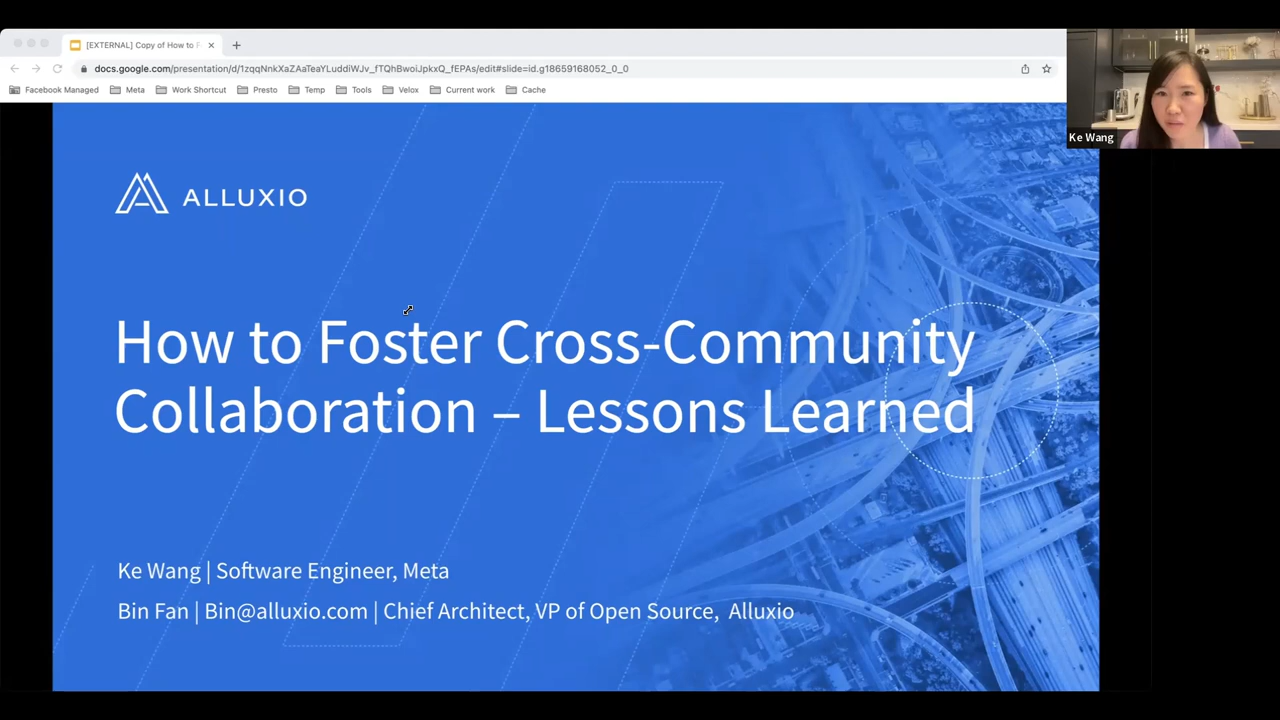 [EXTERNAL] Copy of How to F
docs.google.com/presentation/d/1zqqNnkXaZAaTeaYLuddiWJv_fTQhBwoiJpkxQ_fEPAs/edit#slide=id.g18659168052_0_0
Facebook Managed Meta Work Shortcut Presto Temp Tools Velox Current work Cache
Ke Wang
ALLUXIO
How to Foster Cross-Community
Collaboration – Lessons Learned
Ke Wang | Software Engineer, Meta
Bin Fan | Bin@alluxio.com | Chief Architect, VP of Open Source, Alluxio